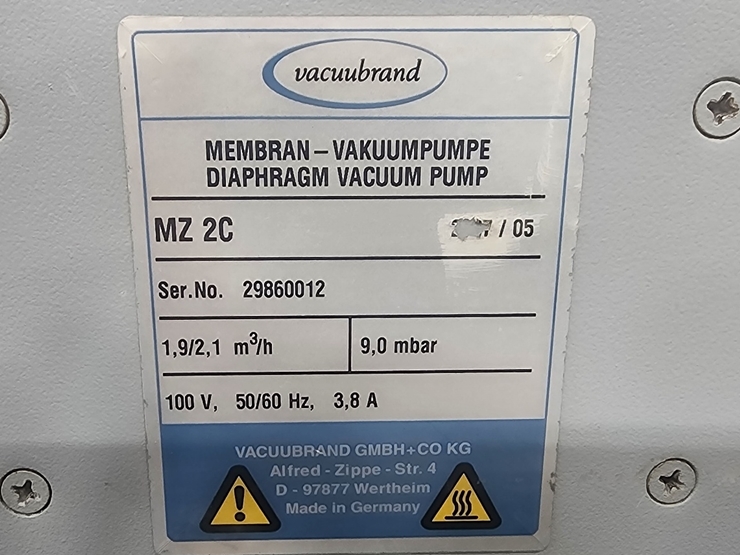 vacuubrand
MEMBRAN – VAKUUMPUMPE
DIAPHRAGM VACUUM PUMP
MZ 2C / 05
Ser.No. 29860012
1,9/2,1 m³/h 9,0 mbar
100 V, 50/60 Hz, 3,8 A
VACUUBRAND GMBH+CO KG
Alfred - Zippe - Str. 4
D - 97877 Wertheim
Made in Germany